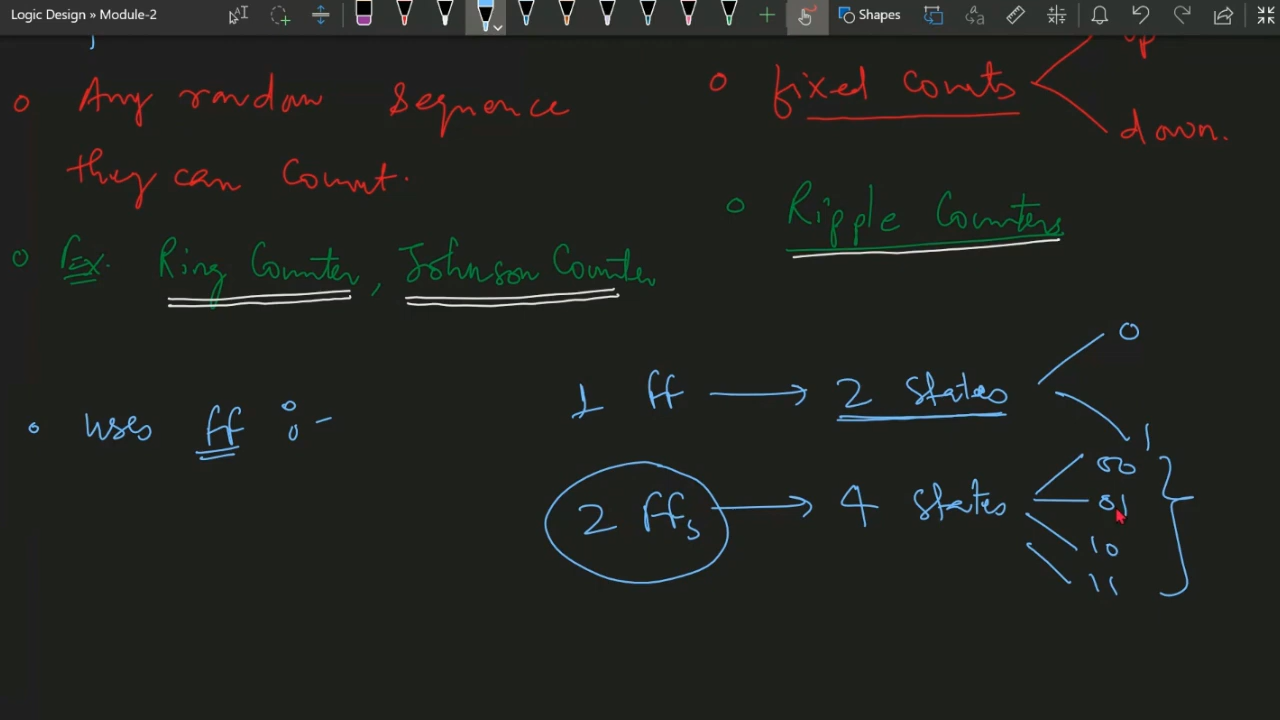 Logic Design » Module-2
Shapes
Any random sequence
they can count.
fixed counts
up
down.
Ripple Counters
Ex. Ring Counter, Johnson Counter
uses ff :-
1 ff → 2 states
0
1
2 ffs → 4 states
00
01
10
11